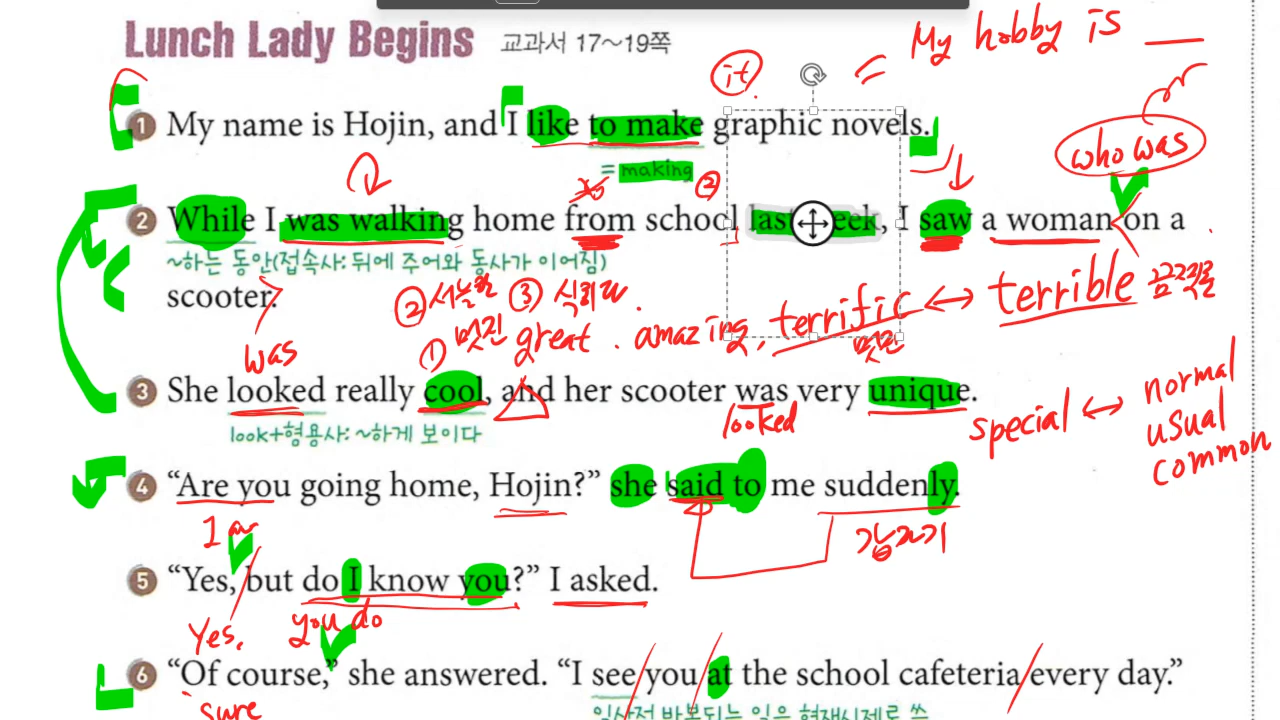 Lunch Lady Begins 교과서 17~19쪽
= My hobby is
it
① My name is Hojin, and I like to make graphic novels.
who was
= making
②
② While I was walking home from school, last week, I saw a woman on a
~하는 동안(접속사: 뒤에 주어와 동사가 이어짐)
scooter.
② ③
① 멋진 great. amazing, terrific ↔ terrible
멋진
was
③ She looked really cool, and her scooter was very unique.
looked
look+형용사: ~하게 보이다
special ↔ normal
usual
common
④ “Are you going home, Hojin?” she said to me suddenly.
I am
갑자기
⑤ “Yes, but do I know you?” I asked.
Yes.
you do
⑥ “Of course,” she answered. “I see you at the school cafeteria every day.”
sure